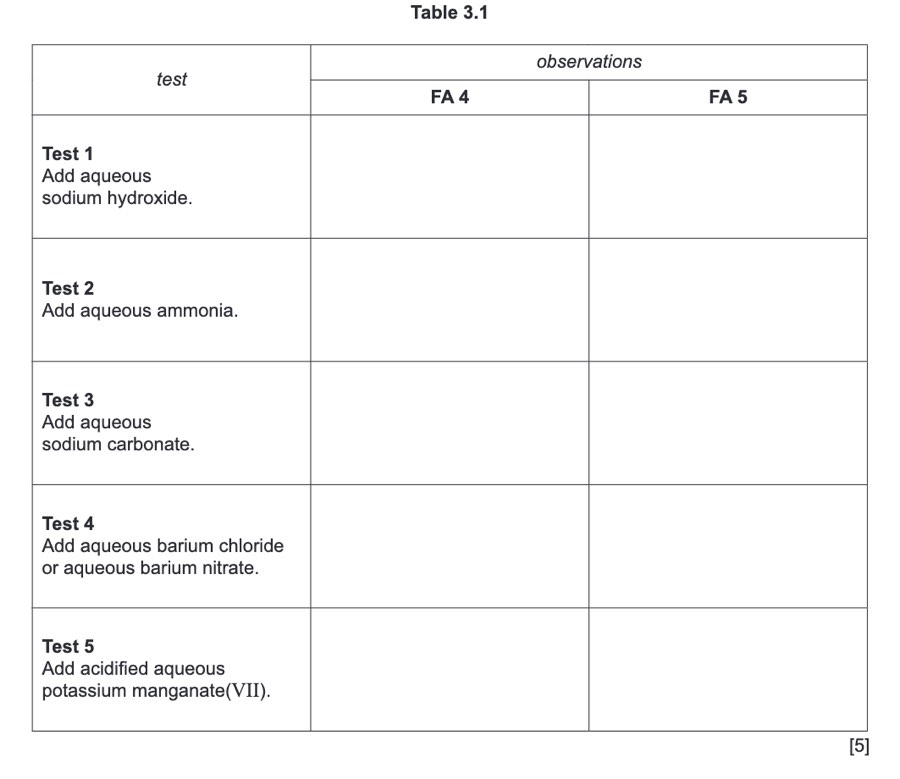 Table 3.1
test
observations
FA 4
FA 5
Test 1
Add aqueous
sodium hydroxide.
Test 2
Add aqueous ammonia.
Test 3
Add aqueous
sodium carbonate.
Test 4
Add aqueous barium chloride
or aqueous barium nitrate.
Test 5
Add acidified aqueous
potassium manganate(VII).
[5]